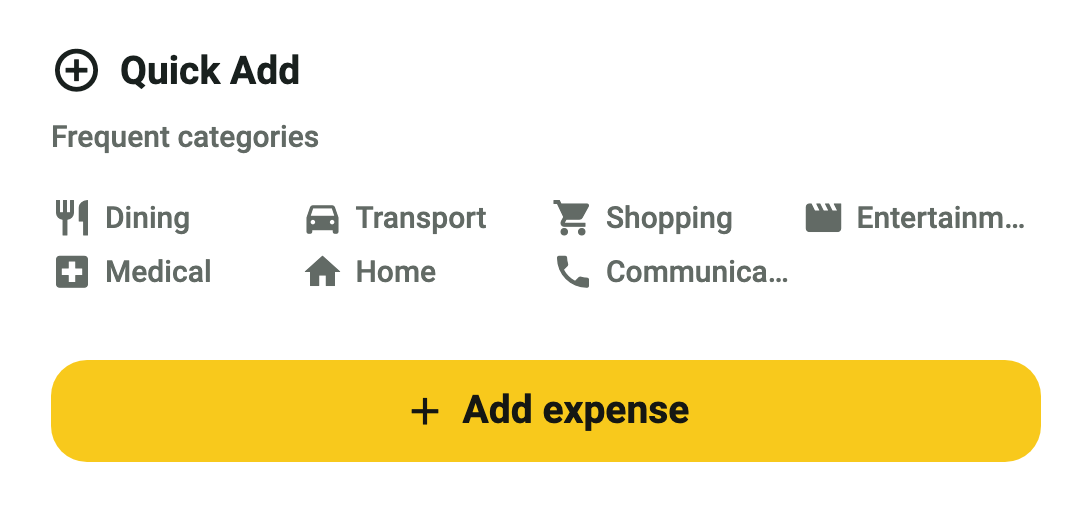 Quick Add
Frequent categories
Dining Transport Shopping Entertainm...
Medical Home Communica...
+ Add expense